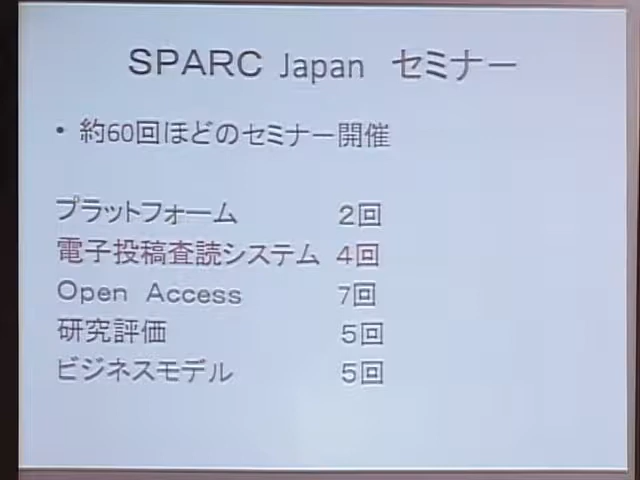 SPARC Japan セミナー
• 約60回ほどのセミナー開催
プラットフォーム 2回
電子投稿査読システム 4回
Open Access 7回
研究評価 5回
ビジネスモデル 5回